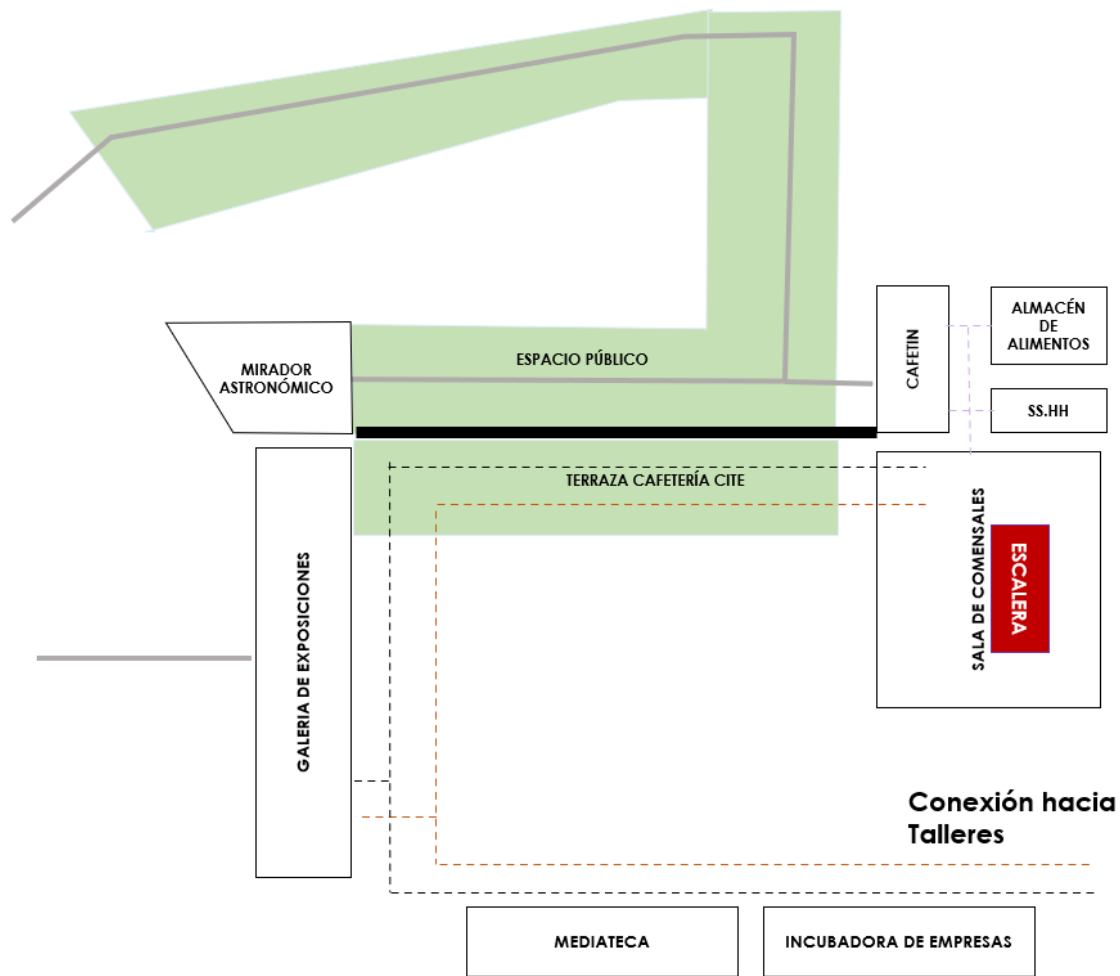 ALMACÉN
DE
ALIMENTOS
ESPACIO PÚBLICO
CAFETIN
MIRADOR
ASTRONÓMICO
SS.HH
TERRAZA CAFETERÍA CITE
GALERIA DE EXPOSICIONES
SALA DE COMENSALES
ESCALERA
Conexión hacia
Talleres
MEDIATECA
INCUBADORA DE EMPRESAS